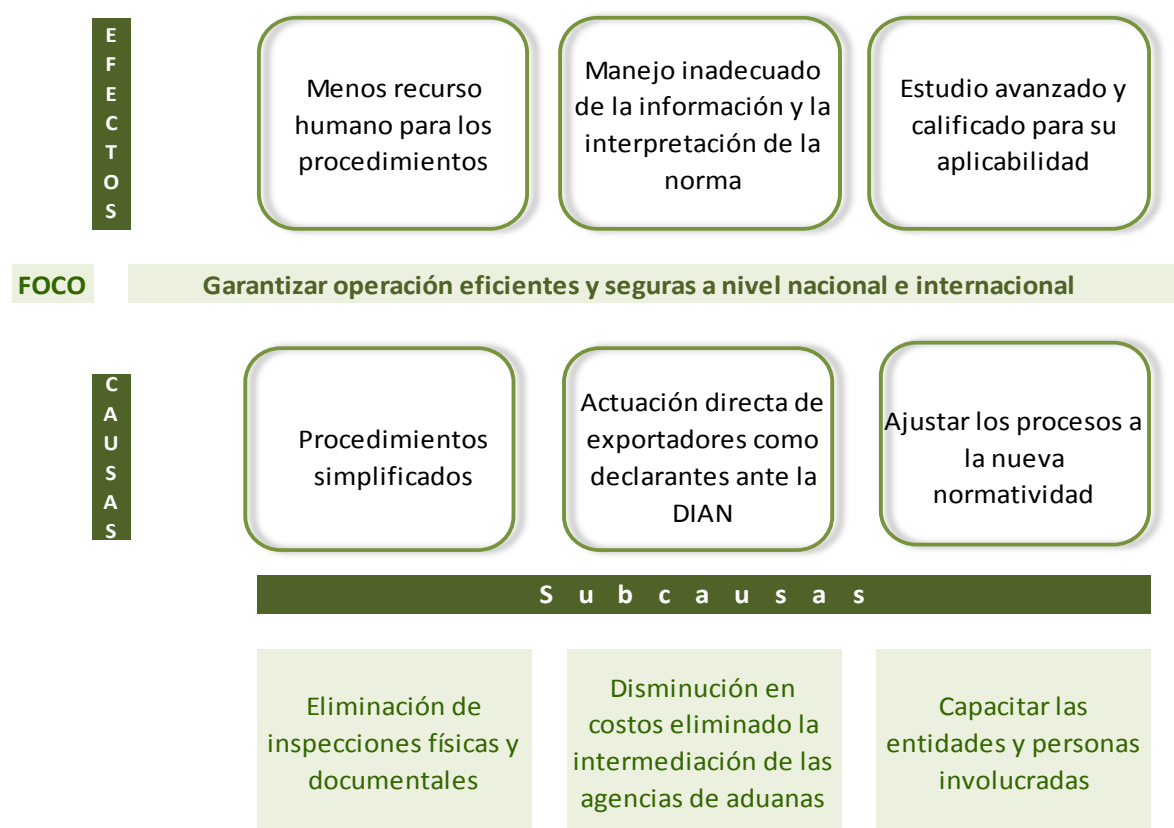 EFECTOS
Menos recurso
humano para los
procedimientos
Manejo inadecuado
de la información y la
interpretación de la
norma
Estudio avanzado y
calificado para su
aplicabilidad
FOCO
Garantizar operación eficientes y seguras a nivel nacional e internacional
CAUSAS
Procedimientos
simplificados
Actuación directa de
exportadores como
declarantes ante la
DIAN
Ajustar los procesos a
la nueva
normatividad
Subcausas
Eliminación de
inspecciones físicas y
documentales
Disminución en
costos eliminado la
intermediación de las
agencias de aduanas
Capacitar las
entidades y personas
involucradas